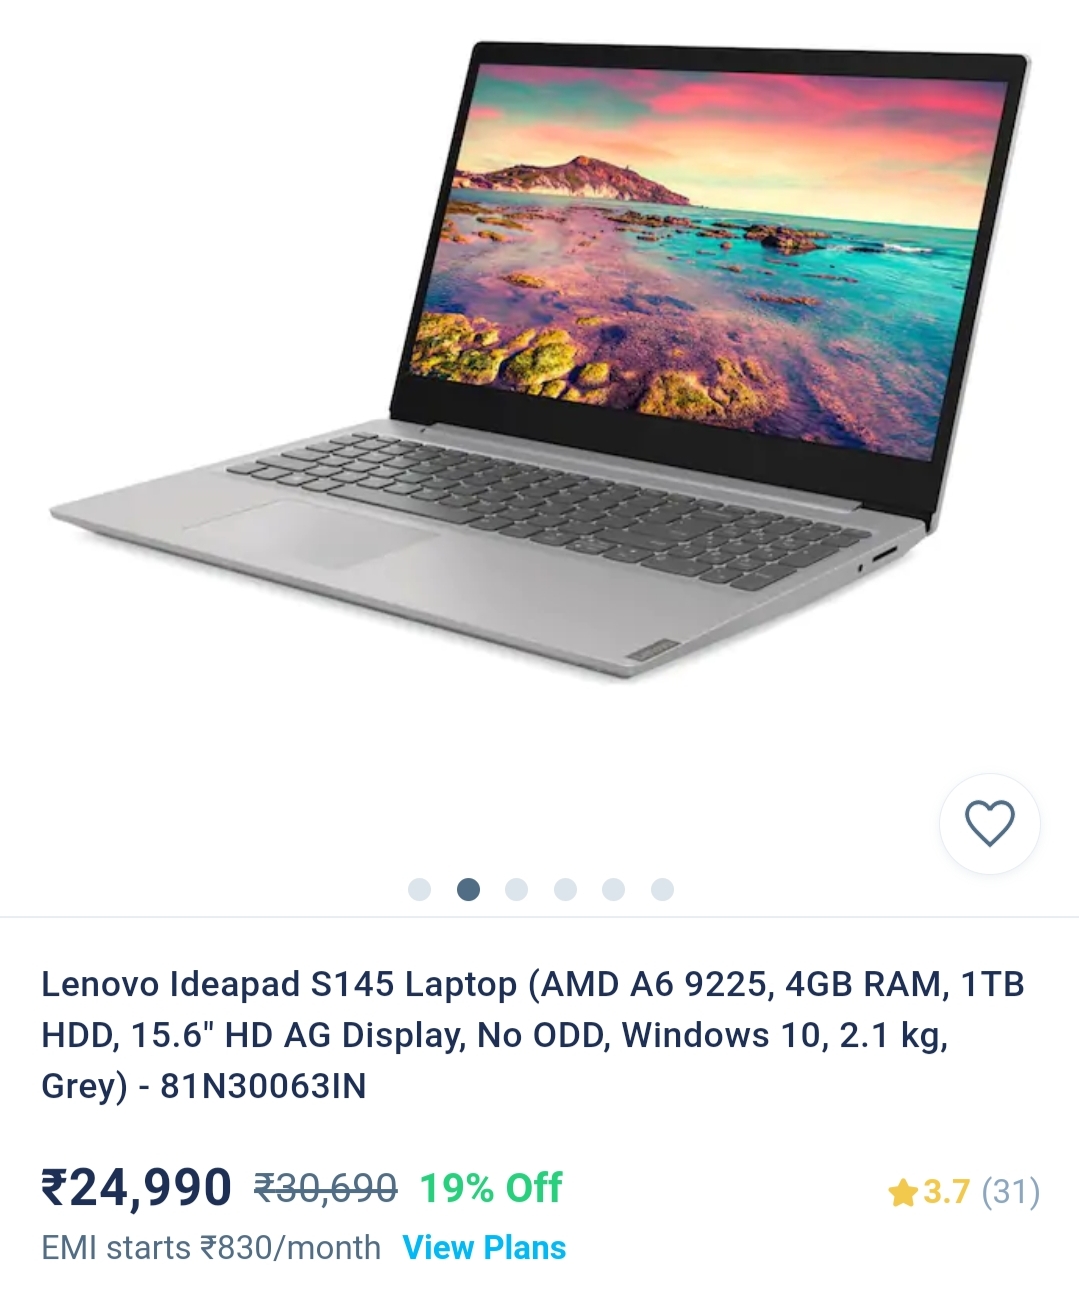 Lenovo Ideapad S145 Laptop (AMD A6 9225, 4GB RAM, 1TB
HDD, 15.6" HD AG Display, No ODD, Windows 10, 2.1 kg,
Grey) - 81N30063IN
₹24,990 ₹30,690 19% Off 3.7 (31)
EMI starts ₹830/month View Plans